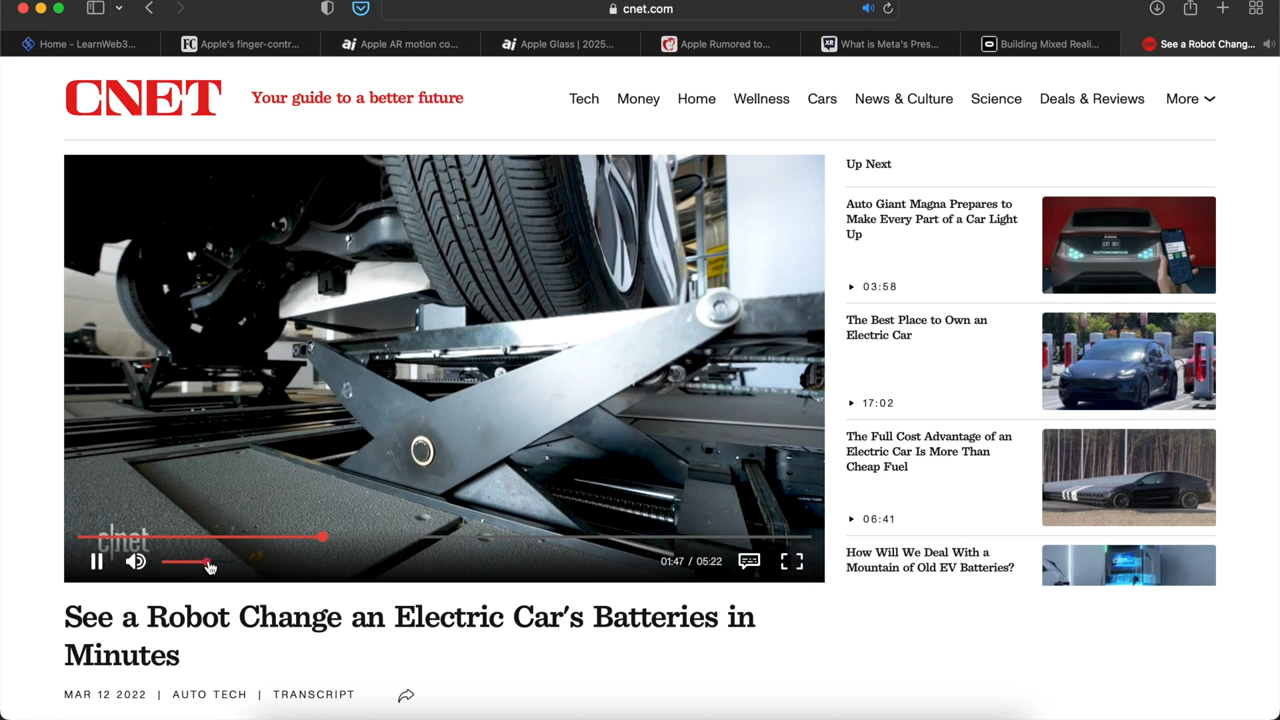 cnet.com
Home - LearnWeb3...
FC Apple's finger-contr...
ai Apple AR motion co...
ai Apple Glass | 2025...
Apple Rumored to...
XR What is Meta's Pres...
Building Mixed Reali...
See a Robot Chang...
CNET
Your guide to a better future
Tech Money Home Wellness Cars News & Culture Science Deals & Reviews More
Up Next
Auto Giant Magna Prepares to
Make Every Part of a Car Light
Up
03:58
AUTONOMOUS
The Best Place to Own an
Electric Car
17:02
The Full Cost Advantage of an
Electric Car Is More Than
Cheap Fuel
06:41
How Will We Deal With a
Mountain of Old EV Batteries?
c|net
01:47 / 05:22
See a Robot Change an Electric Car's Batteries in
Minutes
MAR 12 2022 | AUTO TECH | TRANSCRIPT